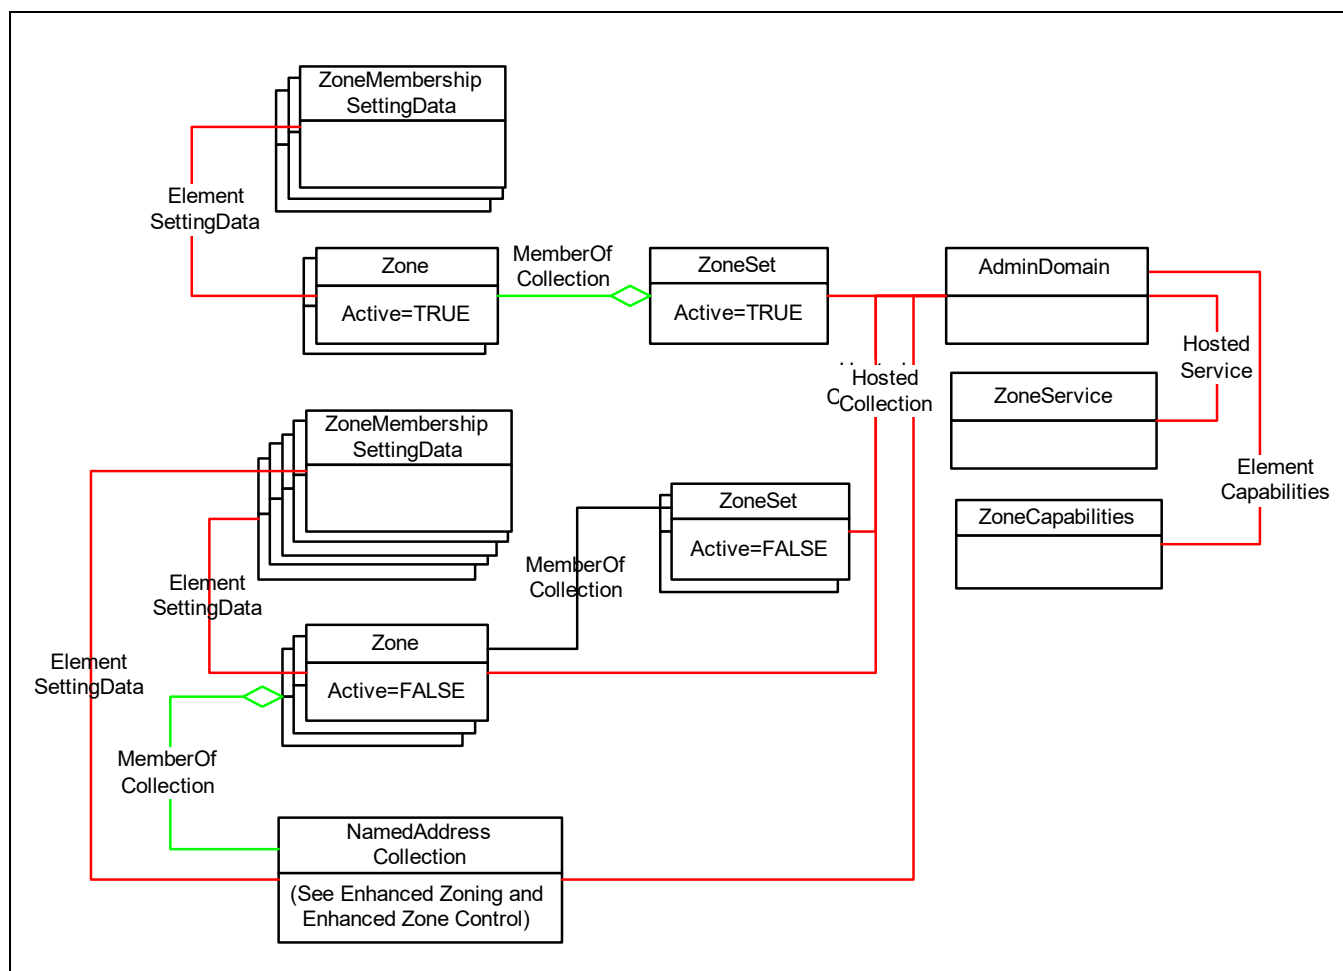 ZoneMembership
SettingData
Element
SettingData
Zone
Active=TRUE
MemberOf
Collection
ZoneSet
Active=TRUE
AdminDomain
Hosted
Service
Hosted
Collection
ZoneService
ZoneMembership
SettingData
Element
Capabilities
ZoneSet
Active=FALSE
ZoneCapabilities
MemberOf
Collection
Element
SettingData
Zone
Active=FALSE
Element
SettingData
MemberOf
Collection
NamedAddress
Collection
(See Enhanced Zoning and
Enhanced Zone Control)